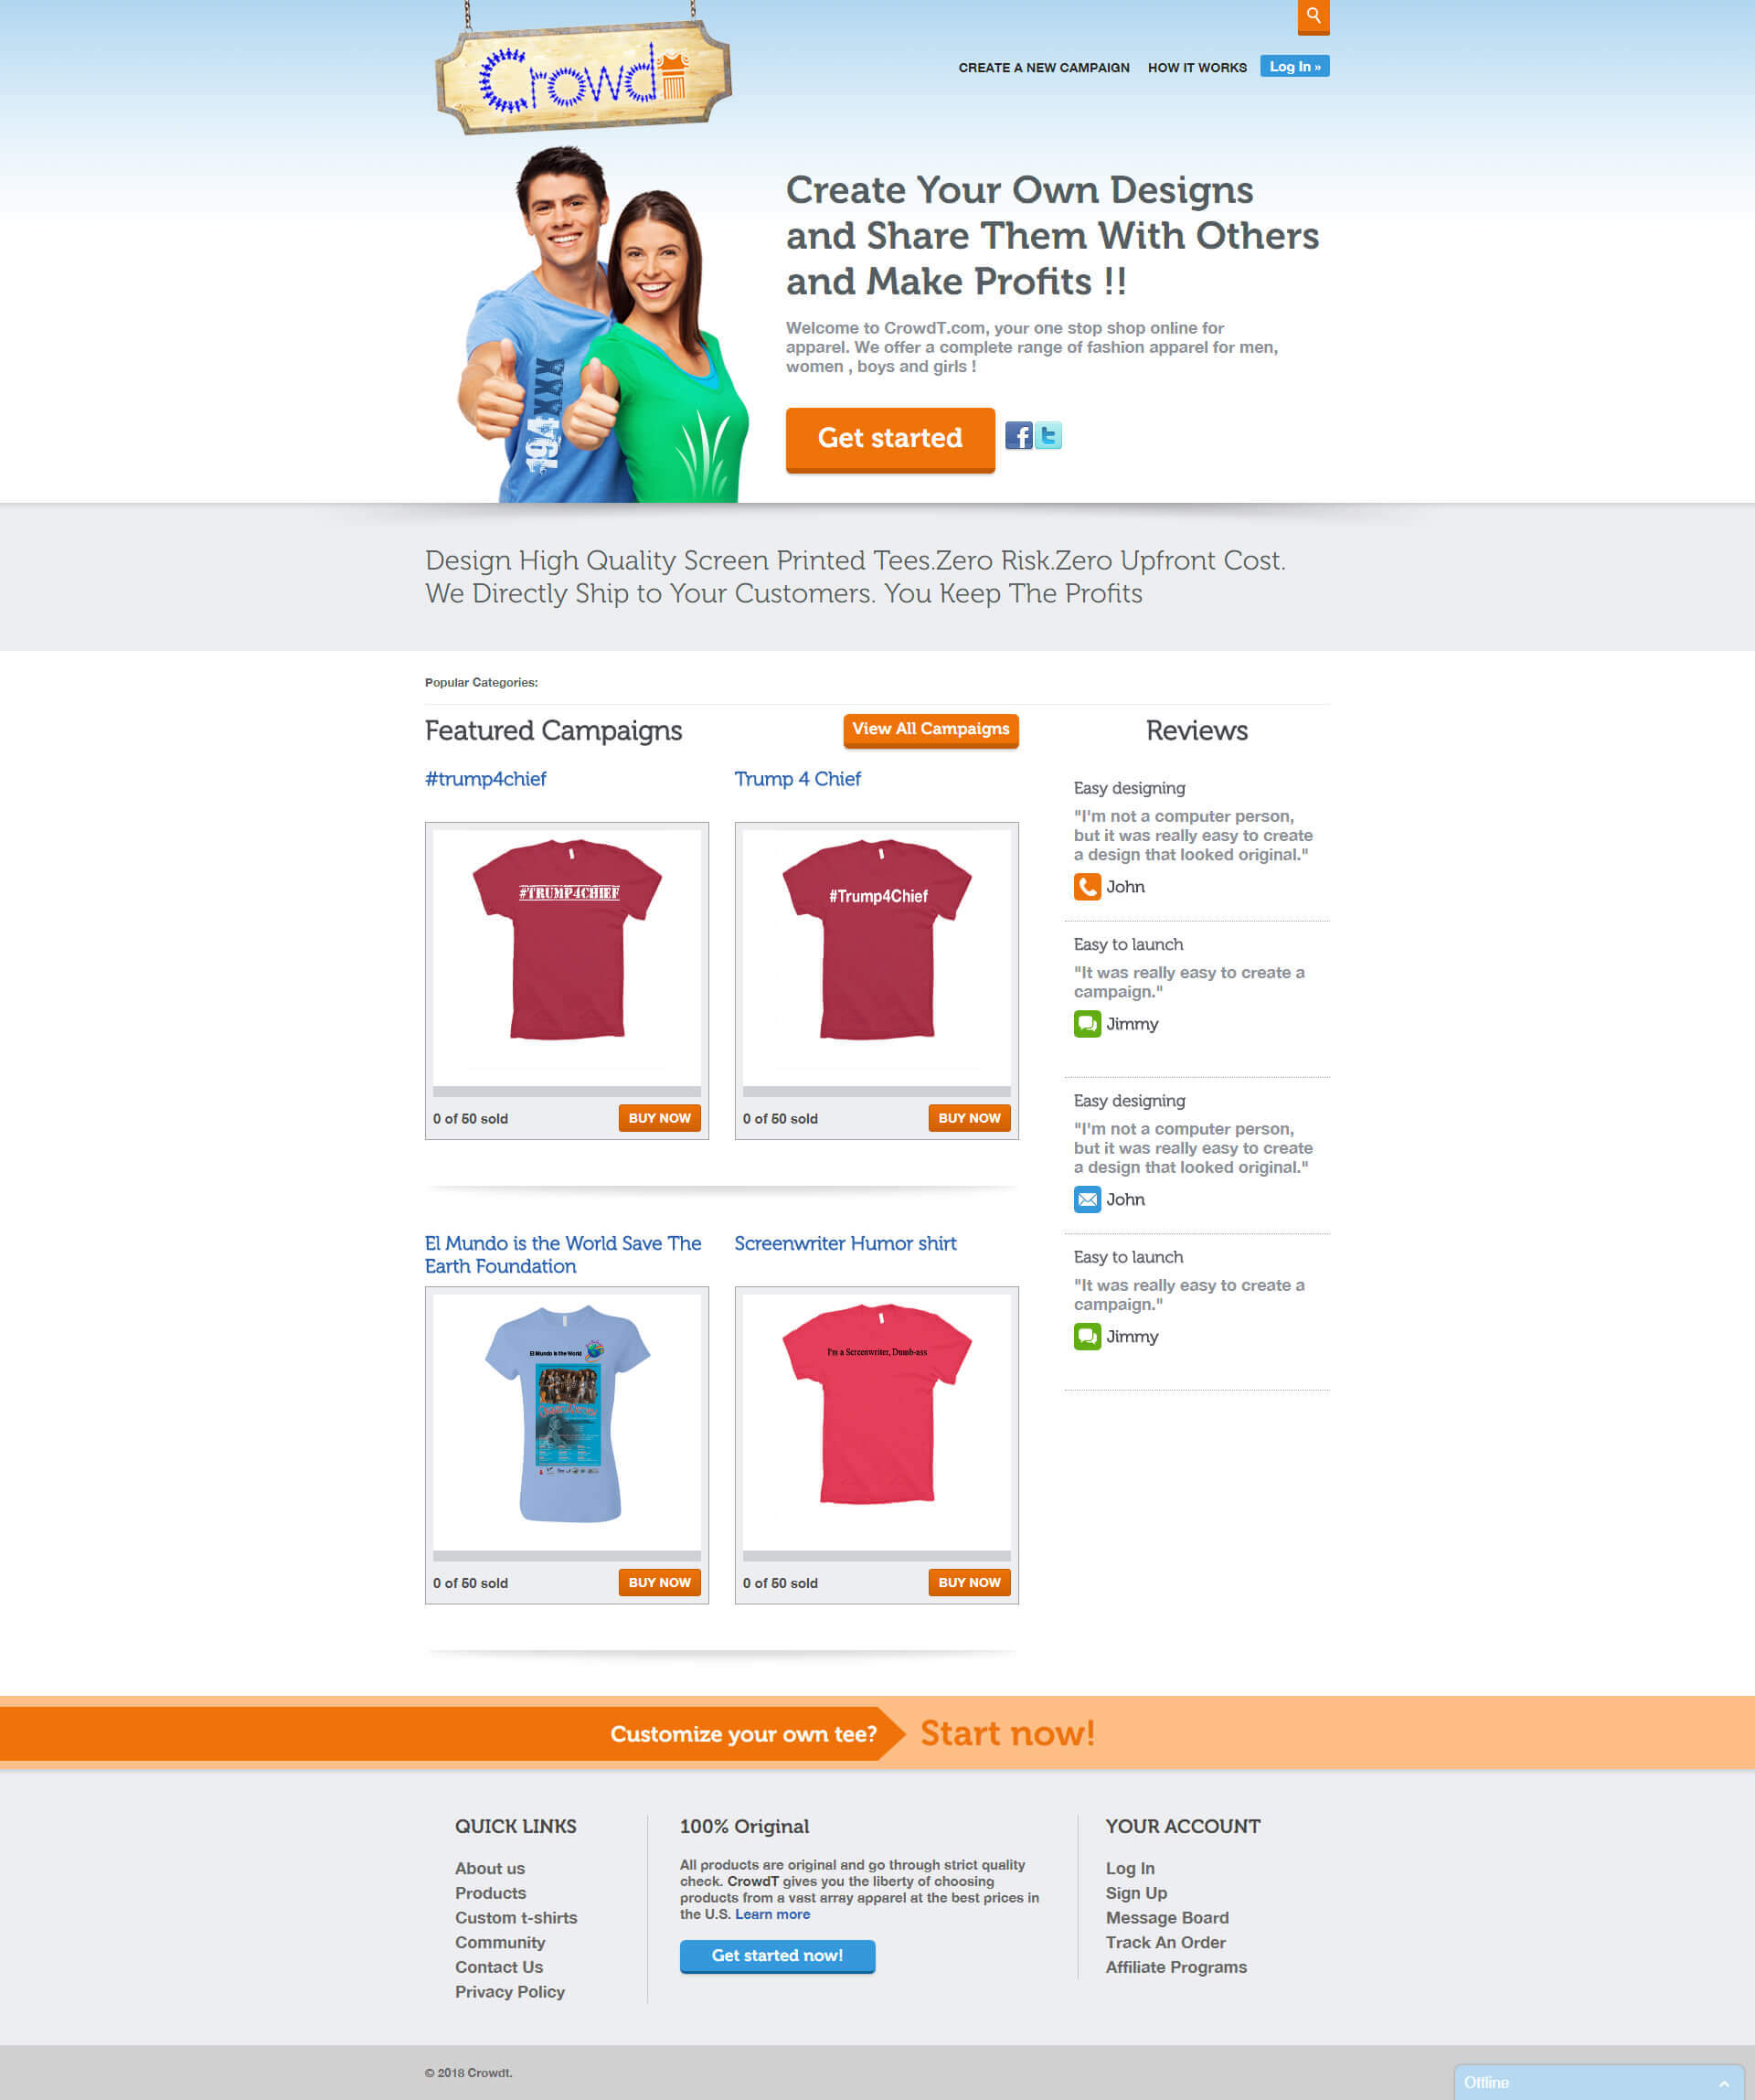 Crowd
CREATE A NEW CAMPAIGN
HOW IT WORKS
Log In »
Create Your Own Designs
and Share Them With Others
and Make Profits !!
Welcome to CrowdT.com, your one stop shop online for
apparel. We offer a complete range of fashion apparel for men,
women , boys and girls !
194XXX
Get started
Design High Quality Screen Printed Tees.Zero Risk.Zero Upfront Cost.
We Directly Ship to Your Customers. You Keep The Profits
Popular Categories:
Featured Campaigns
View All Campaigns
#trump4chief
Trump 4 Chief
#TRUMP4CHIEF
#Trump4Chief
0 of 50 sold
BUY NOW
0 of 50 sold
BUY NOW
El Mundo is the World Save The
Earth Foundation
Screenwriter Humor shirt
El Mundo is the World
I'm a Screenwriter, Dumb-ass
0 of 50 sold
BUY NOW
0 of 50 sold
BUY NOW
Reviews
Easy designing
"I'm not a computer person,
but it was really easy to create
a design that looked original."
John
Easy to launch
"It was really easy to create a
campaign."
Jimmy
Easy designing
"I'm not a computer person,
but it was really easy to create
a design that looked original."
John
Easy to launch
"It was really easy to create a
campaign."
Jimmy
Customize your own tee?
Start now!
QUICK LINKS
About us
Products
Custom t-shirts
Community
Contact Us
Privacy Policy
100% Original
All products are original and go through strict quality
check. CrowdT gives you the liberty of choosing
products from a vast array apparel at the best prices in
the U.S. Learn more
Get started now!
YOUR ACCOUNT
Log In
Sign Up
Message Board
Track An Order
Affiliate Programs
© 2018 Crowdt.
Offline